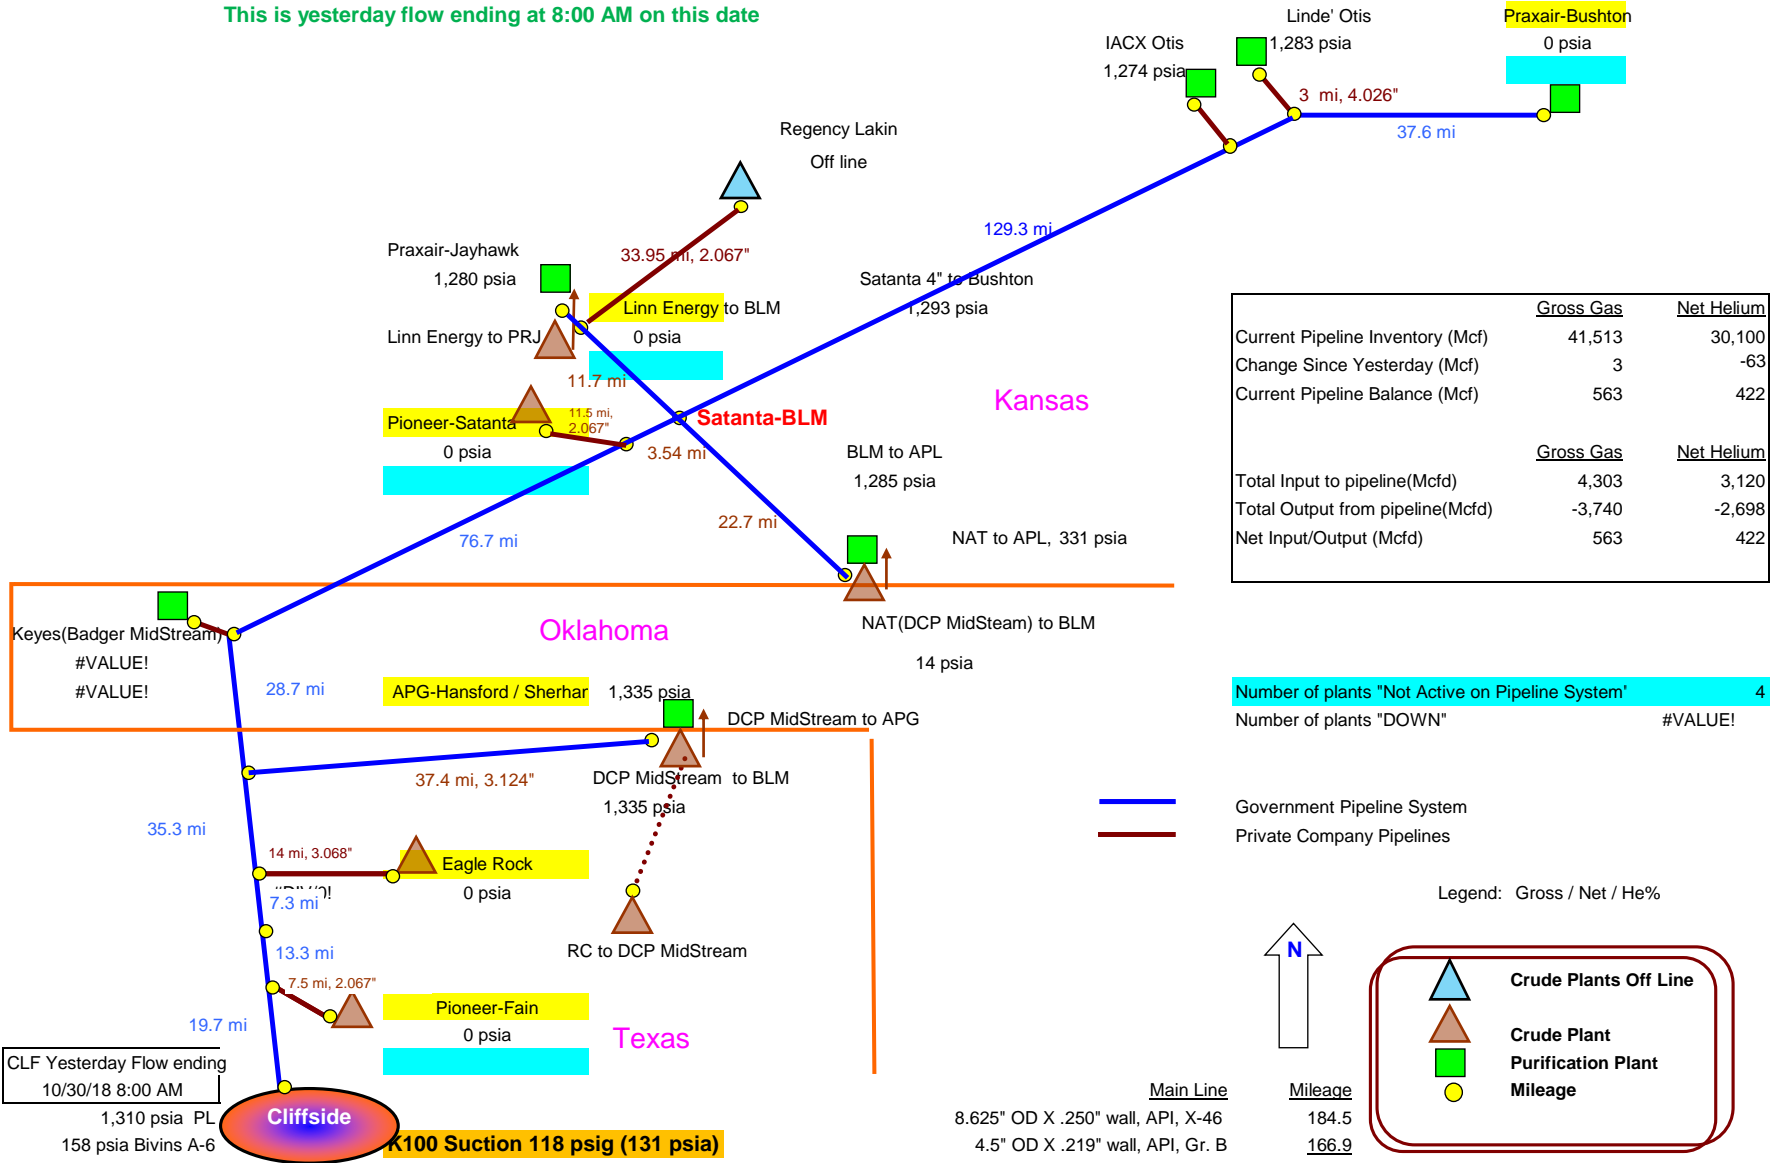 This is yesterday flow ending at 8:00 AM on this date
Linde' Otis
1,283 psia
Praxair-Bushton
0 psia
IACX Otis
1,274 psia
3 mi, 4.026"
37.6 mi
Regency Lakin
Off line
129.3 mi
Praxair-Jayhawk
1,280 psia
33.95 mi, 2.067"
Satanta 4" to Bushton
1,293 psia
Linn Energy to BLM
0 psia
Linn Energy to PRJ
11.7 mi
Gross Gas Net Helium
Current Pipeline Inventory (Mcf) 41,513 30,100
Change Since Yesterday (Mcf) 3 -63
Current Pipeline Balance (Mcf) 563 422
Gross Gas Net Helium
Total Input to pipeline(Mcfd) 4,303 3,120
Total Output from pipeline(Mcfd) -3,740 -2,698
Net Input/Output (Mcfd) 563 422
Kansas
Pioneer-Satanta
0 psia
11.5 mi,
2.067"
Satanta-BLM
3.54 mi
BLM to APL
1,285 psia
22.7 mi
76.7 mi
NAT to APL, 331 psia
Keyes(Badger MidStream)
#VALUE!
#VALUE!
Oklahoma
NAT(DCP MidSteam) to BLM
14 psia
28.7 mi
APG-Hansford / Sherhan
1,335 psia
DCP MidStream to APG
Number of plants "Not Active on Pipeline System' 4
Number of plants "DOWN" #VALUE!
37.4 mi, 3.124"
DCP MidStream to BLM
1,335 psia
Government Pipeline System
Private Company Pipelines
35.3 mi
14 mi, 3.068"
Eagle Rock
0 psia
#DIV/0!
7.3 mi
Legend: Gross / Net / He%
13.3 mi
RC to DCP MidStream
N
7.5 mi, 2.067"
Pioneer-Fain
0 psia
19.7 mi
Texas
Crude Plants Off Line
Crude Plant
Purification Plant
Mileage
CLF Yesterday Flow ending
10/30/18 8:00 AM
1,310 psia PL
158 psia Bivins A-6
Cliffside
K100 Suction 118 psig (131 psia)
Main Line Mileage
8.625" OD X .250" wall, API, X-46 184.5
4.5" OD X .219" wall, API, Gr. B 166.9